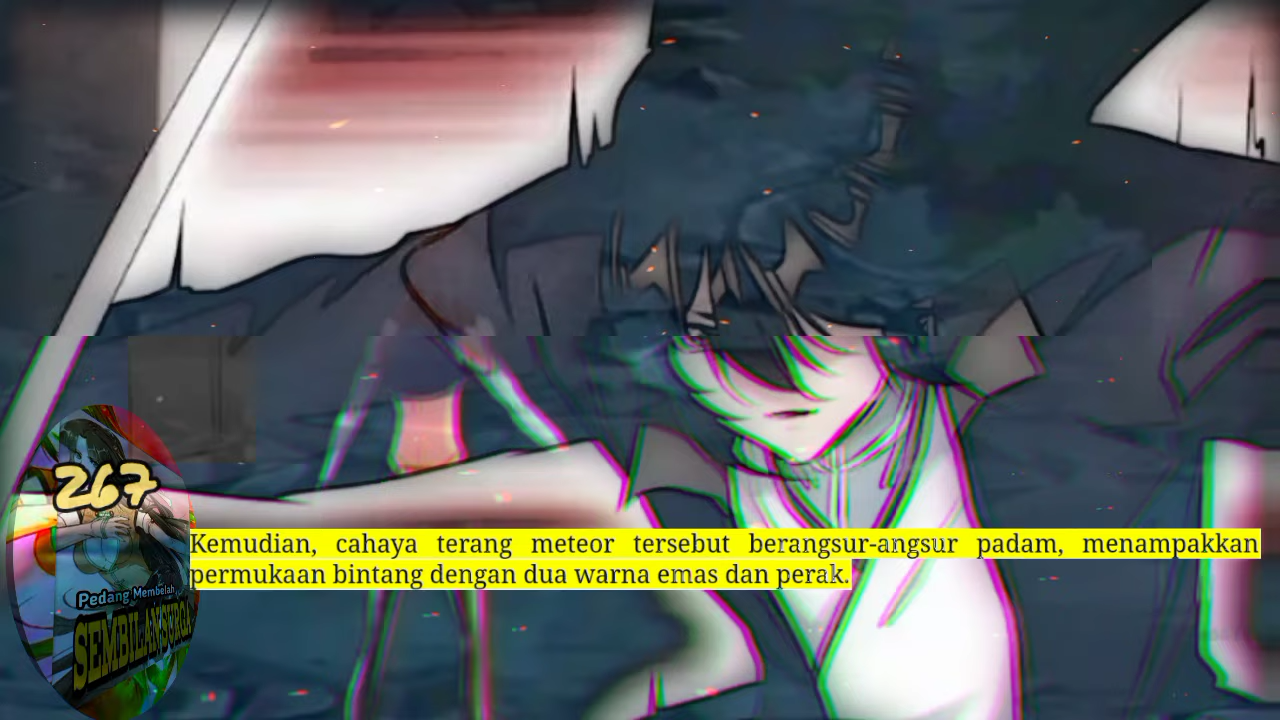 267
Kemudian, cahaya terang meteor tersebut berangsur-angsur padam, menampakkan
permukaan bintang dengan dua warna emas dan perak.
Pedang Membelah
SEMBILAN SURGA